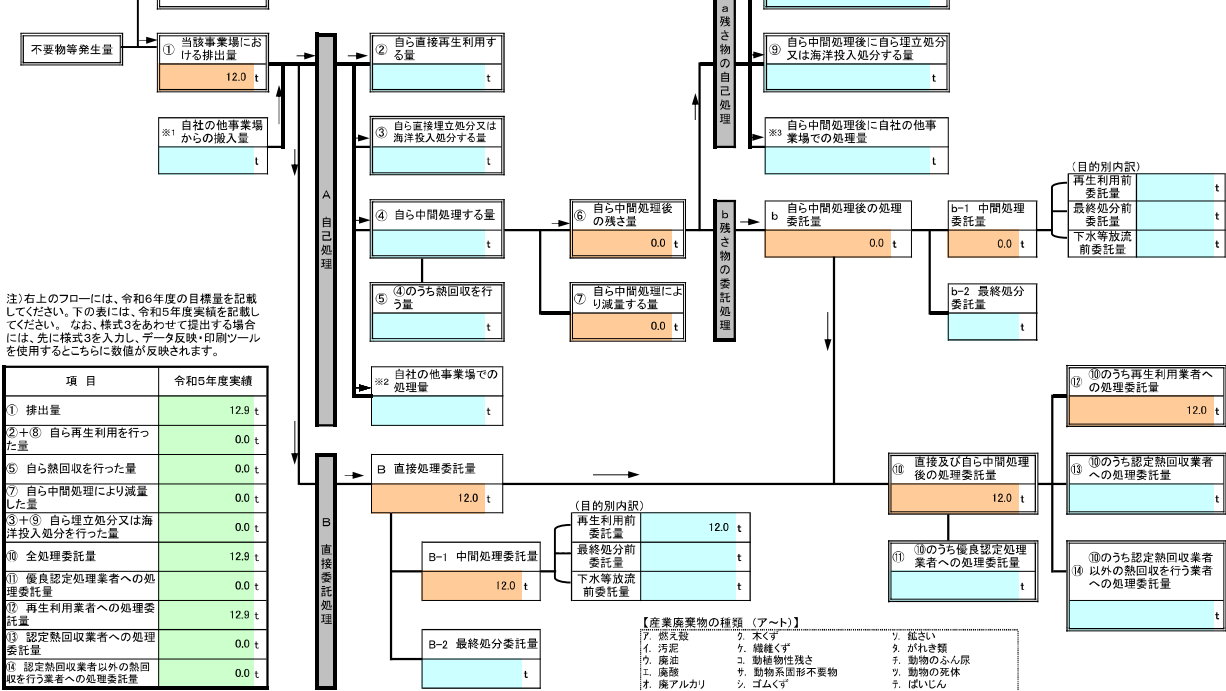 不要物等発生量
① 当該事業場にお
ける排出量
12.0 t
※1 自社の他事業場
からの搬入量
t
A 自己処理
② 自ら直接再生利用す
る量
t
③ 自ら直接埋立処分又は
海洋投入処分する量
t
④ 自ら中間処理する量
t
⑤ ④のうち熱回収を行
う量
t
※2 自社の他事業場での
処理量
t
⑥ 自ら中間処理後
の残さ量
0.0 t
⑦ 自ら中間処理によ
り減量する量
0.0 t
a 残さ物の自己処理
⑨ 自ら中間処理後に自ら埋立処分
又は海洋投入処分する量
t
※3 自ら中間処理後に自社の他事
業場での処理量
t
b 残さ物の委託処理
b 自ら中間処理後の処理
委託量
0.0 t
b-1 中間処理
委託量
0.0 t
b-2 最終処分
委託量
t
(目的別内訳)
再生利用前
委託量 t
最終処分前
委託量 t
下水等放流
前委託量 t
注)右上のフローには、令和6年度の目標量を記載
してください。下の表には、令和5年度実績を記載し
てください。 なお、様式3をあわせて提出する場合
には、先に様式3を入力し、データ反映・印刷ツール
を使用するとこちらに数値が反映されます。
項 目 令和5年度実績
① 排出量 12.9 t
②+⑧ 自ら再生利用を行っ
た量 0.0 t
⑤ 自ら熱回収を行った量 0.0 t
⑦ 自ら中間処理により減量
した量 0.0 t
③+⑨ 自ら埋立処分又は海
洋投入処分を行った量 0.0 t
⑩ 全処理委託量 12.9 t
⑪ 優良認定処理業者への処
理委託量 0.0 t
⑫ 再生利用業者への処理委
託量 12.9 t
⑬ 認定熱回収業者への処理
委託量 0.0 t
⑭ 認定熱回収業者以外の熱回
収を行う業者への処理委託量 0.0 t
B 直接委託処理
B 直接処理委託量
12.0 t
B-1 中間処理委託量
12.0 t
B-2 最終処分委託量
t
(目的別内訳)
再生利用前
委託量 12.0 t
最終処分前
委託量 t
下水等放流
前委託量 t
⑩ 直接及び自ら中間処理
後の処理委託量
12.0 t
⑪ ⑩のうち優良認定処理
業者への処理委託量
t
⑫ ⑩のうち再生利用業者へ
の処理委託量
12.0 t
⑬ ⑩のうち認定熱回収業者
への処理委託量
t
⑭ ⑩のうち認定熱回収業者
以外の熱回収を行う業者
への処理委託量
t
【産業廃棄物の種類 (ア~ト)】
ア. 燃え殻 ク. 木くず ソ. 鉱さい
イ. 汚泥 ケ. 繊維くず タ. がれき類
ウ. 廃油 コ. 動植物性残さ チ. 動物のふん尿
エ. 廃酸 サ. 動物系固形不要物 ツ. 動物の死体
オ. 廃アルカリ シ. ゴムくず テ. ばいじん